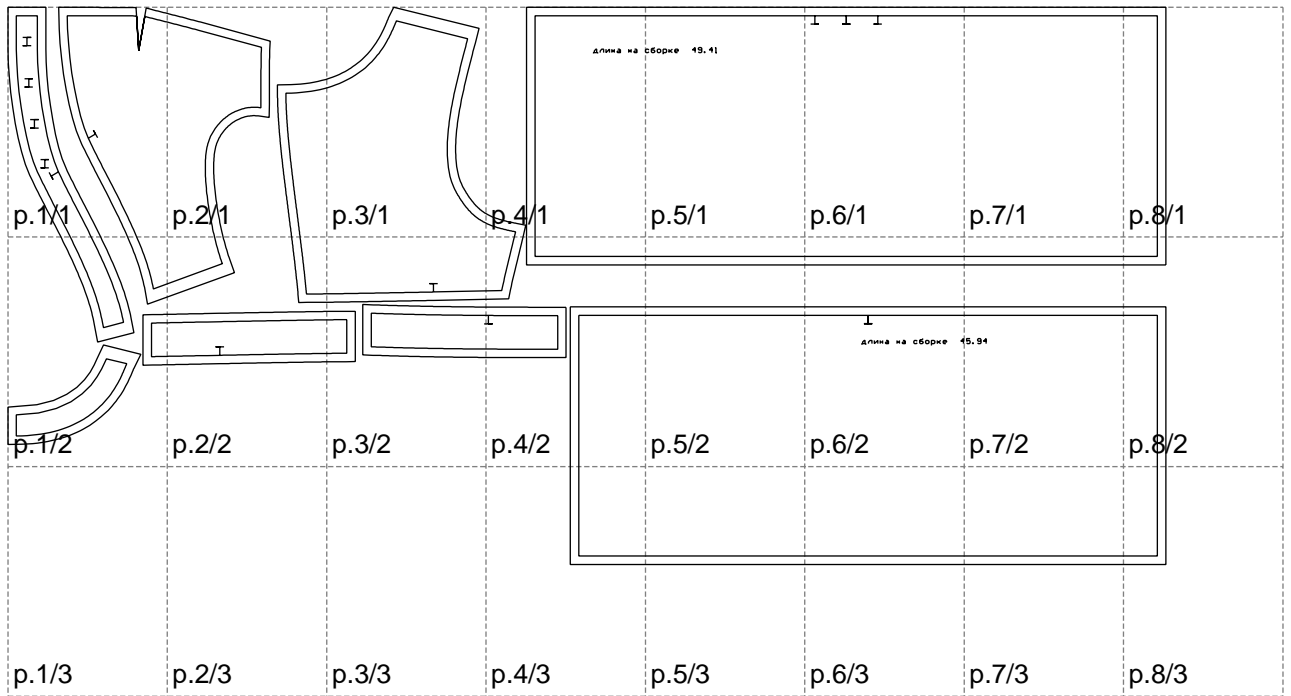 длина на сборке 49.41
p.1/1 p.2/1 p.3/1 p.4/1 p.5/1 p.6/1 p.7/1 p.8/1
длина на сборке 45.94
p.1/2 p.2/2 p.3/2 p.4/2 p.5/2 p.6/2 p.7/2 p.8/2
p.1/3 p.2/3 p.3/3 p.4/3 p.5/3 p.6/3 p.7/3 p.8/3